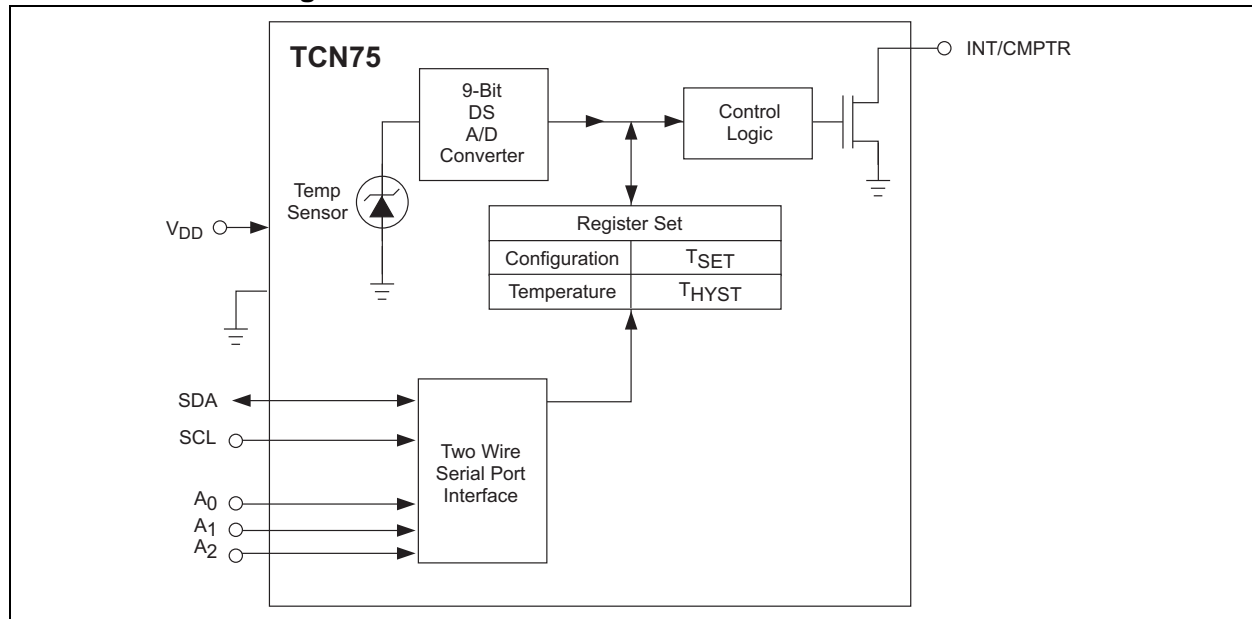 TCN75
INT/CMPTR
9-Bit
DS
A/D
Converter
Control
Logic
Temp
Sensor
VDD
Register Set
Configuration TSET
Temperature THYST
SDA
SCL
A0
A1
A2
Two Wire
Serial Port
Interface